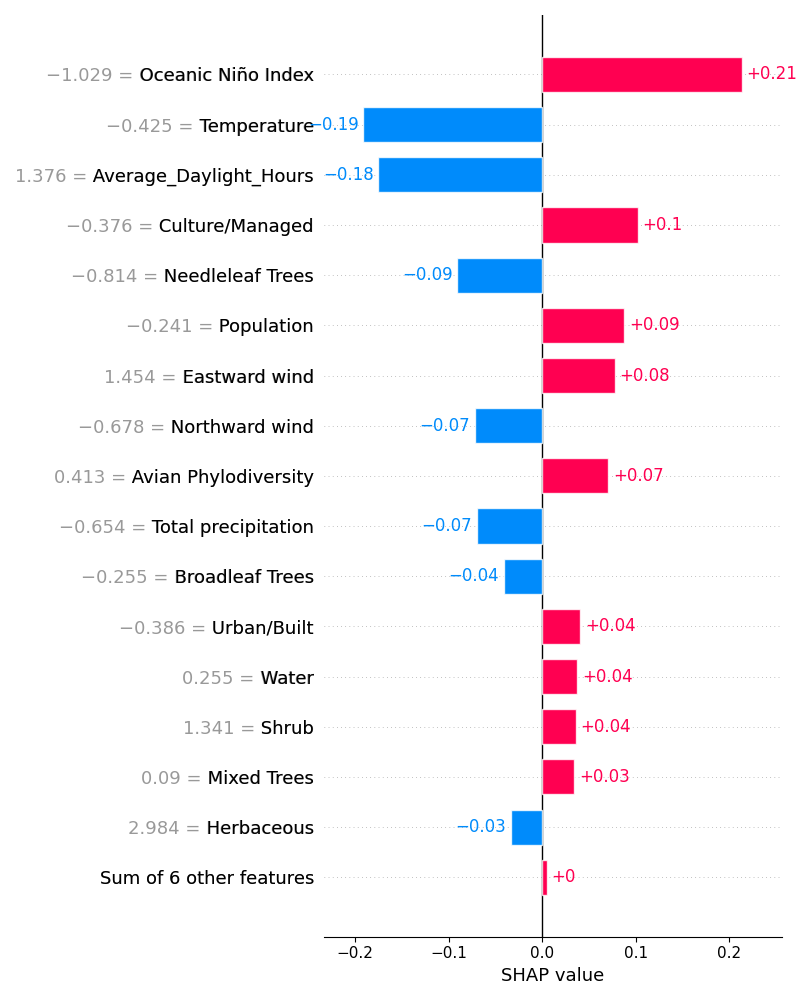 −1.029 = Oceanic Niño Index +0.21
−0.425 = Temperature −0.19
1.376 = Average_Daylight_Hours −0.18
−0.376 = Culture/Managed +0.1
−0.814 = Needleleaf Trees −0.09
−0.241 = Population +0.09
1.454 = Eastward wind +0.08
−0.678 = Northward wind −0.07
0.413 = Avian Phylodiversity +0.07
−0.654 = Total precipitation −0.07
−0.255 = Broadleaf Trees −0.04
−0.386 = Urban/Built +0.04
0.255 = Water +0.04
1.341 = Shrub +0.04
0.09 = Mixed Trees +0.03
2.984 = Herbaceous −0.03
Sum of 6 other features +0
−0.2 −0.1 0.0 0.1 0.2
SHAP value